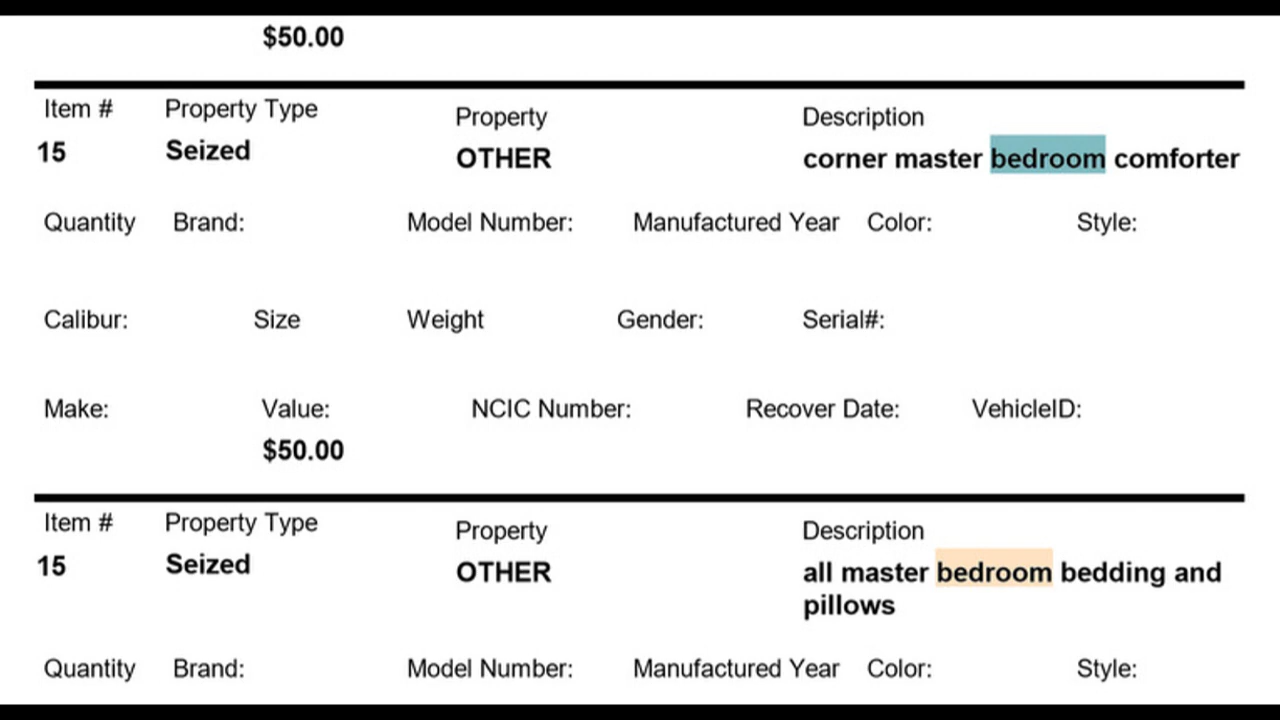 $50.00
Item # Property Type Property Description
15 Seized OTHER corner master bedroom comforter
Quantity Brand: Model Number: Manufactured Year Color: Style:
Calibur: Size Weight Gender: Serial#:
Make: Value: NCIC Number: Recover Date: VehicleID:
$50.00
Item # Property Type Property Description
15 Seized OTHER all master bedroom bedding and
pillows
Quantity Brand: Model Number: Manufactured Year Color: Style: